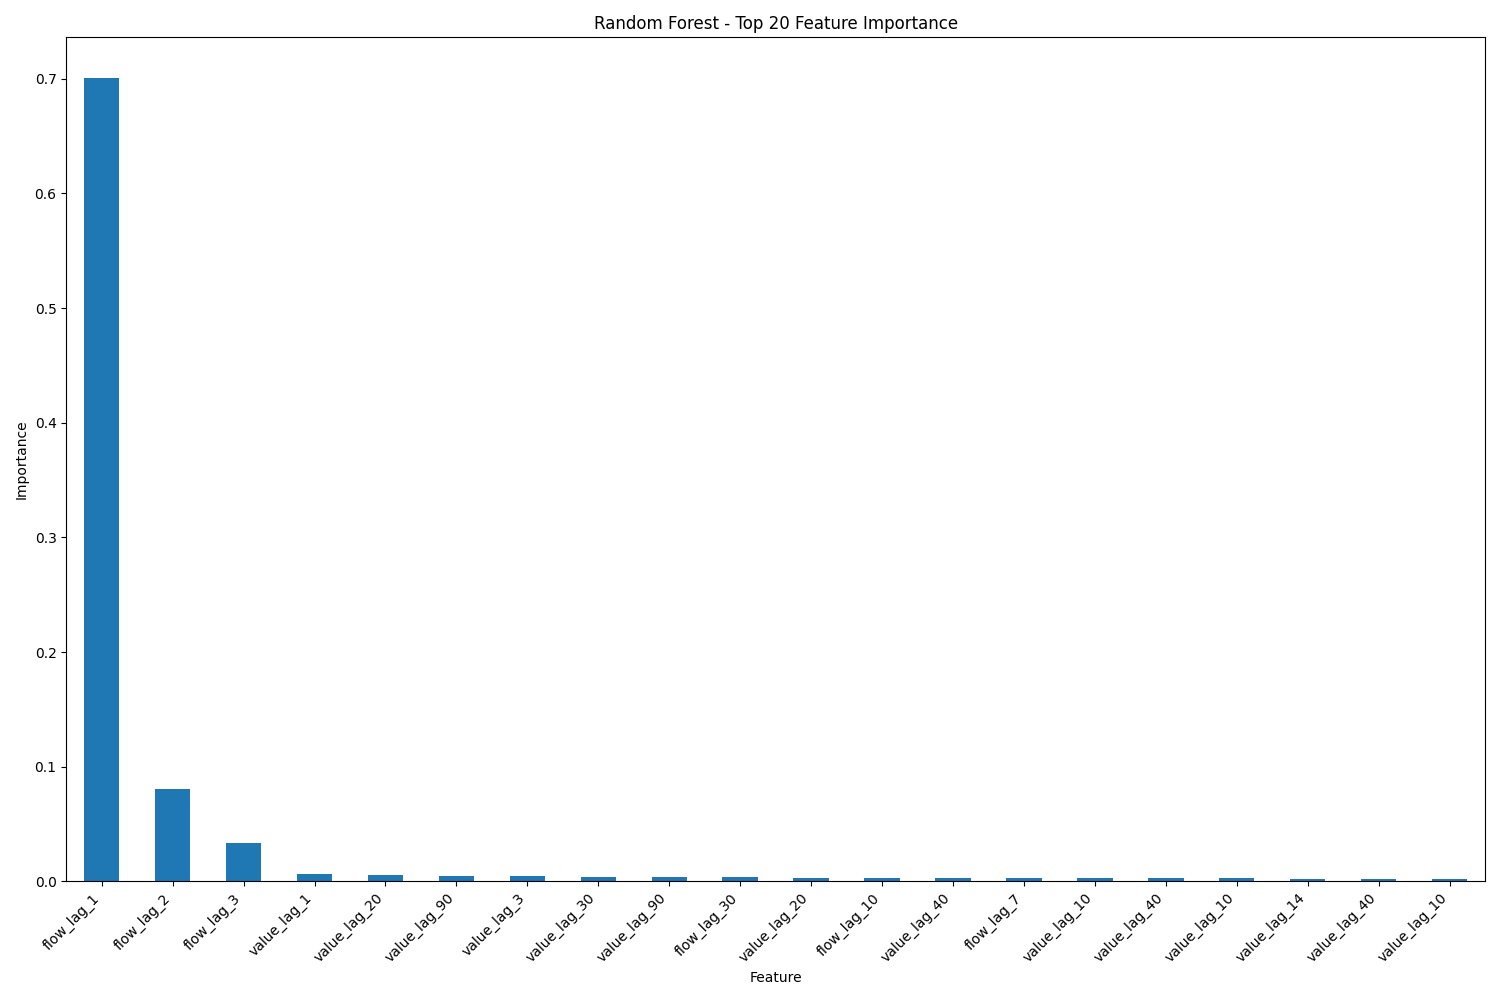 Random Forest - Top 20 Feature Importance
Importance
0.7
0.6
0.5
0.4
0.3
0.2
0.1
0.0
flow_lag_1
flow_lag_2
flow_lag_3
value_lag_1
value_lag_20
value_lag_90
value_lag_3
value_lag_30
value_lag_90
flow_lag_30
value_lag_20
flow_lag_10
value_lag_40
flow_lag_7
value_lag_10
value_lag_40
value_lag_10
value_lag_14
value_lag_40
value_lag_10
Feature